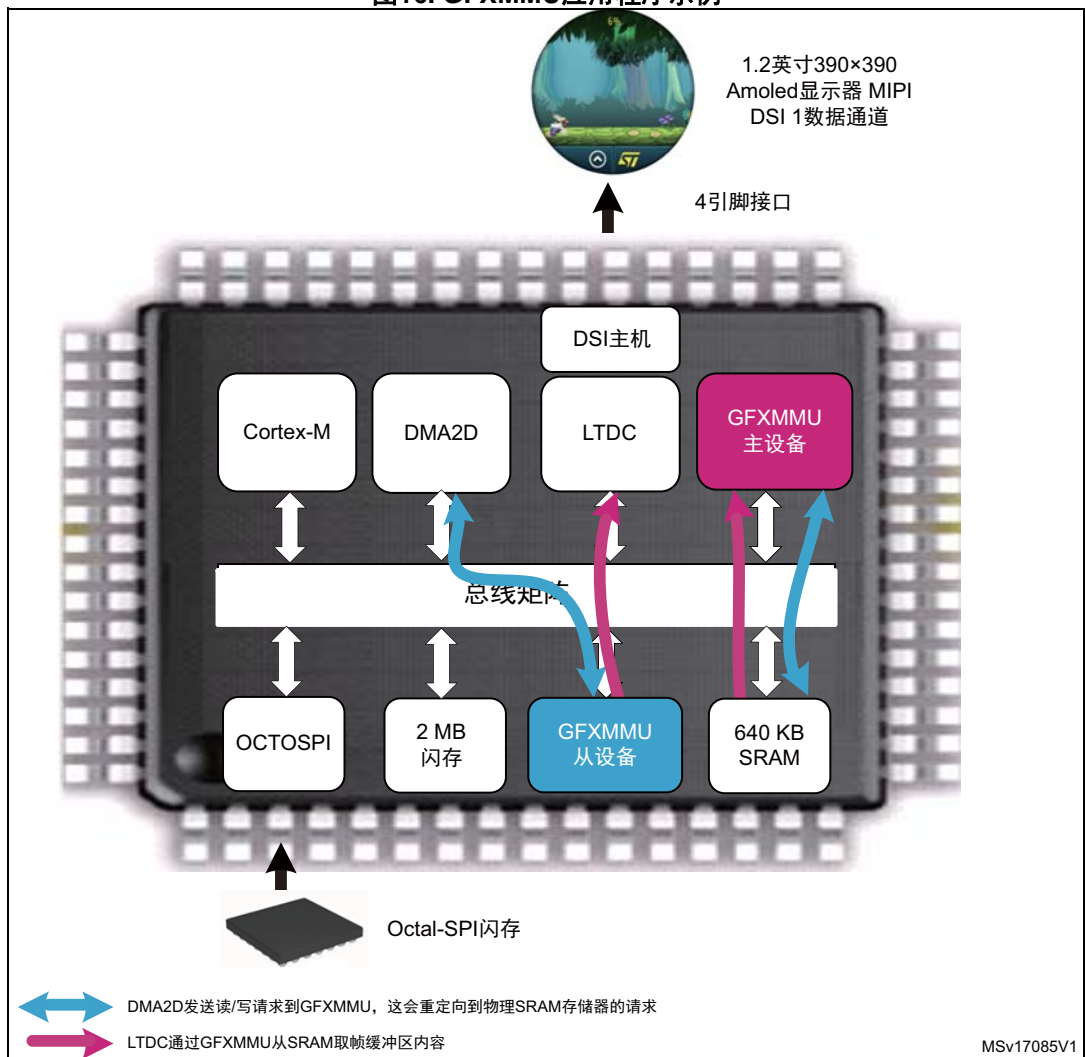 1.2英寸390×390
Amoled显示器 MIPI
DSI 1数据通道
4引脚接口
DSI主机
Cortex-M
DMA2D
LTDC
GFXMMU
主设备
总线矩阵
OCTOSPI
2 MB
闪存
GFXMMU
从设备
640 KB
SRAM
Octal-SPI闪存
DMA2D发送读/写请求到GFXMMU，这会重定向到物理SRAM存储器的请求
LTDC通过GFXMMU从SRAM取帧缓冲区内容
MSv17085V1